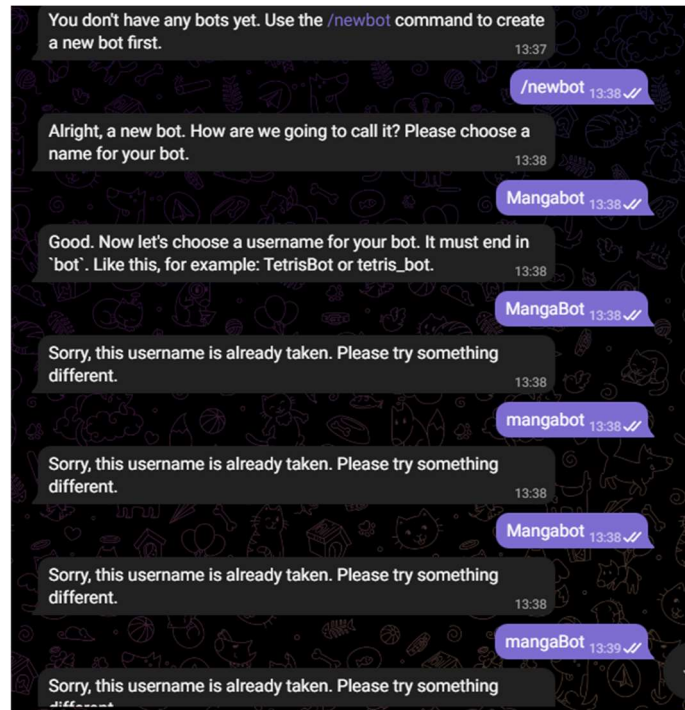 You don't have any bots yet. Use the /newbot command to create
a new bot first.
13:37
/newbot 13:38
Alright, a new bot. How are we going to call it? Please choose a
name for your bot.
13:38
Mangabot 13:38
Good. Now let's choose a username for your bot. It must end in
`bot`. Like this, for example: TetrisBot or tetris_bot.
13:38
MangaBot 13:38
Sorry, this username is already taken. Please try something
different.
13:38
mangabot 13:38
Sorry, this username is already taken. Please try something
different.
13:38
Mangabot 13:38
Sorry, this username is already taken. Please try something
different.
13:38
mangaBot 13:39
Sorry, this username is already taken. Please try something